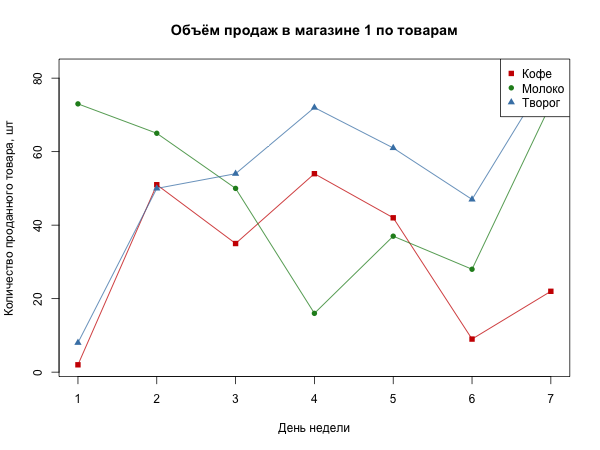 Объём продаж в магазине 1 по товарам
Количество проданного товара, шт
80
60
40
20
0
Кофе
Молоко
Творог
1 2 3 4 5 6 7
День недели